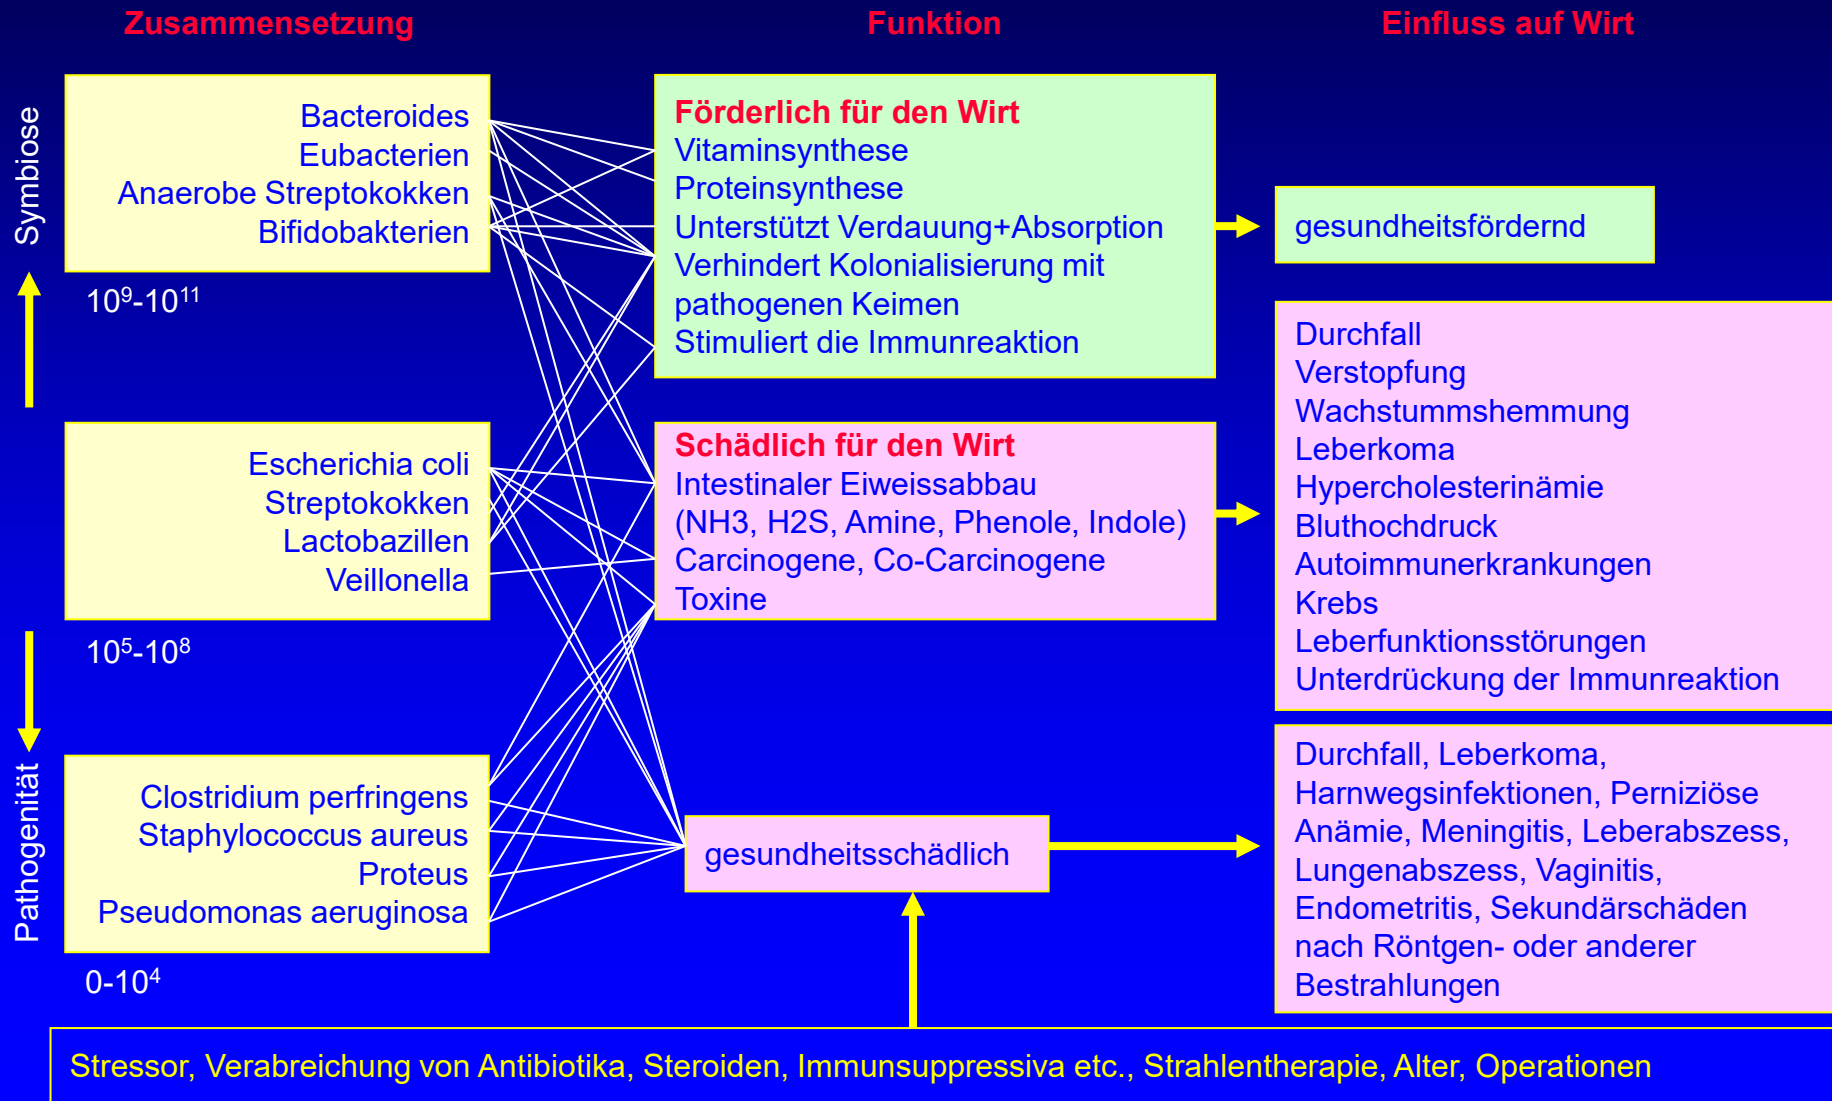 Zusammensetzung
Funktion
Einfluss auf Wirt
Symbiose
Bacteroides
Eubacterien
Anaerobe Streptokokken
Bifidobakterien
10⁹-10¹¹
Escherichia coli
Streptokokken
Lactobazillen
Veillonella
10⁵-10⁸
Pathogenität
Clostridium perfringens
Staphylococcus aureus
Proteus
Pseudomonas aeruginosa
0-10⁴
Förderlich für den Wirt
Vitaminsynthese
Proteinsynthese
Unterstützt Verdauung+Absorption
Verhindert Kolonialisierung mit
pathogenen Keimen
Stimuliert die Immunreaktion
Schädlich für den Wirt
Intestinaler Eiweissabbau
(NH3, H2S, Amine, Phenole, Indole)
Carcinogene, Co-Carcinogene
Toxine
gesundheitsschädlich
gesundheitsfördernd
Durchfall
Verstopfung
Wachstummshemmung
Leberkoma
Hypercholesterinämie
Bluthochdruck
Autoimmunerkrankungen
Krebs
Leberfunktionsstörungen
Unterdrückung der Immunreaktion
Durchfall, Leberkoma,
Harnwegsinfektionen, Perniziöse
Anämie, Meningitis, Leberabszess,
Lungenabszess, Vaginitis,
Endometritis, Sekundärschäden
nach Röntgen- oder anderer
Bestrahlungen
Stressor, Verabreichung von Antibiotika, Steroiden, Immunsuppressiva etc., Strahlentherapie, Alter, Operationen